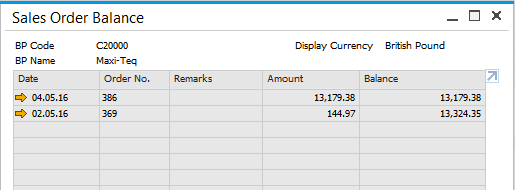 Sales Order Balance
BP Code C20000 Display Currency British Pound
BP Name Maxi-Teq
Date Order No. Remarks Amount Balance
04.05.16 386 13,179.38 13,179.38
02.05.16 369 144.97 13,324.35